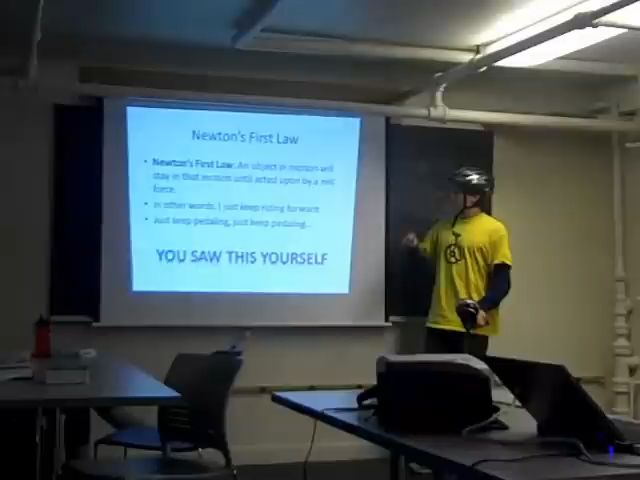 Newton's First Law
• Newton's First Law: An object in motion will
stay in that motion until acted upon by a net
force.
• In other words, I just keep riding forward
• Just keep pedaling, just keep pedaling...
YOU SAW THIS YOURSELF